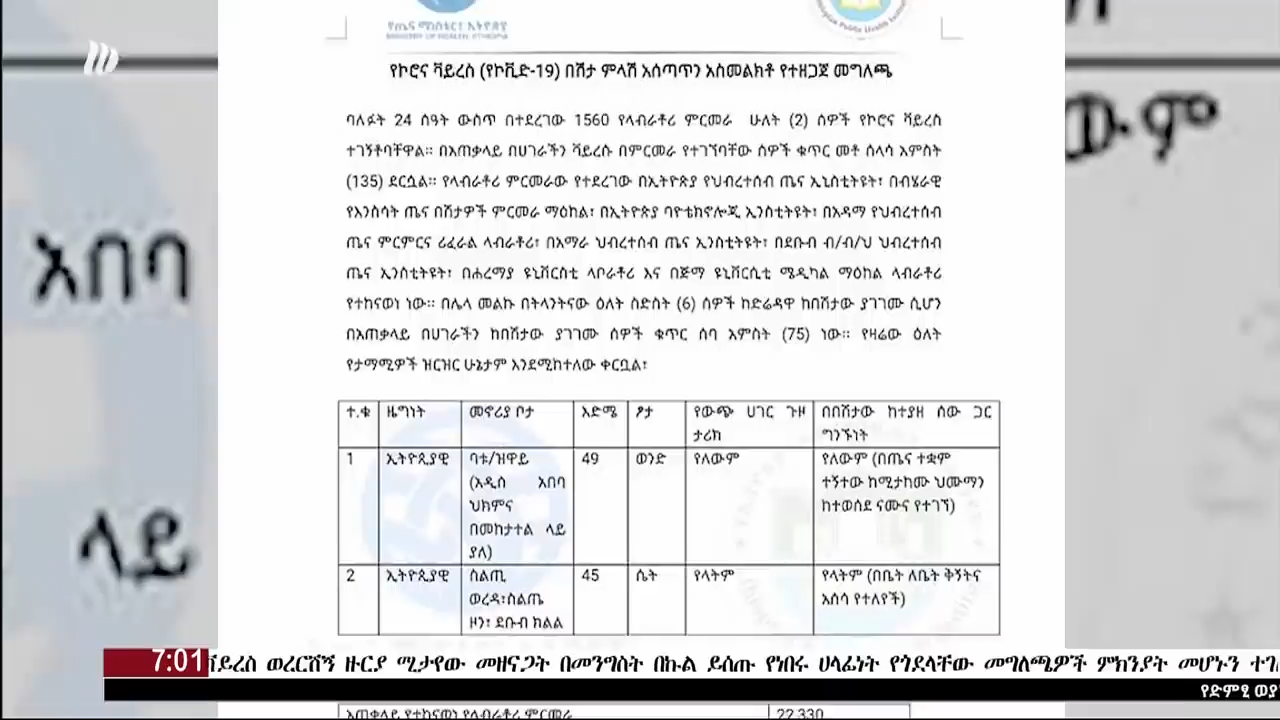 የጤና ሚኒስቴር፣ ኢትዮጵያ
MINISTRY OF HEALTH, ETHIOPIA
የኮሮና ቫይረስ (የኮቪድ-19) በሽታ ምላሽ አሰጣጥን አስመልክቶ የተዘጋጀ መግለጫ
ባለፉት 24 ሰዓት ውስጥ በተደረገው 1560 የላብራቶሪ ምርመራ ሁለት (2) ሰዎች የኮሮና ቫይረስ
ተገኝቶባቸዋል። በአጠቃላይ በሀገራችን ቫይረሱ በምርመራ የተገኘባቸው ሰዎች ቁጥር መቶ ሰላሳ አምስት
(135) ደርሷል። የላብራቶሪ ምርመራው የተደረገው በኢትዮጵያ የህብረተሰብ ጤና ኢኒስቲትዩት፣ በብሄራዊ
የእንስሳት ጤና በሽታዎች ምርመራ ማዕከል፣ በኢትዮጵያ ባዮቴክኖሎጂ ኢንስቲትዩት፣ በአዳማ የህብረተሰብ
ጤና ምርምርና ሪፈራል ላብራቶሪ፣ በአማራ ህብረተሰብ ጤና ኢንስቲትዩት፣ በደቡብ ብ/ብ/ህ ህብረተሰብ
ጤና ኢንስቲትዩት፣ በሐረማያ ዩኒቨርስቲ ላቦራቶሪ እና በጅማ ዩኒቨርሲቲ ሜዲካል ማዕከል ላብራቶሪ
የተከናወነ ነው። በሌላ መልኩ በትላንትናው ዕለት ስድስት (6) ሰዎች ከድሬዳዋ ከበሽታው ያገገሙ ሲሆን
በአጠቃላይ በሀገራችን ከበሽታው ያገገሙ ሰዎች ቁጥር ሰባ አምስት (75) ነው። የዛሬው ዕለት
የታማሚዎች ዝርዝር ሁኔታም እንደሚከተለው ቀርቧል፣
ተ.ቁ ዜግነት መኖሪያ ቦታ እድሜ ፆታ የውጭ ሀገር ጉዞ ታሪክ በበሽታው ከተያዘ ሰው ጋር ግንኙነት
1 ኢትዮጲያዊ ባቱ/ዝዋይ 49 ወንድ የለውም የለውም (በጤና ተቋም
(አዲስ አበባ ተኝተው ከሚታከሙ ህሙማን
ህክምና ከተወሰደ ናሙና የተገኘ)
በመከታተል ላይ
ያለ)
2 ኢትዮጲያዊ ስልጢ 45 ሴት የላትም የላትም (በቤት ለቤት ቅኝትና
ወረዳ፣ስልጤ አሰሳ የተለየች)
ዞን፣ ደቡብ ክልል
አበባ
ላይ
ውም
7:01 ቫይረስ ወረርሽኝ ዙርያ ሚታየው መዘናጋት በመንግስት በኩል ይሰጡ የነበሩ ሀላፊነት የጎደላቸው መግለጫዎች ምክንያት መሆኑን
የድምፂ
አጠቃላይ የተከናወነ የላብራቶሪ ምርመራ 22,330